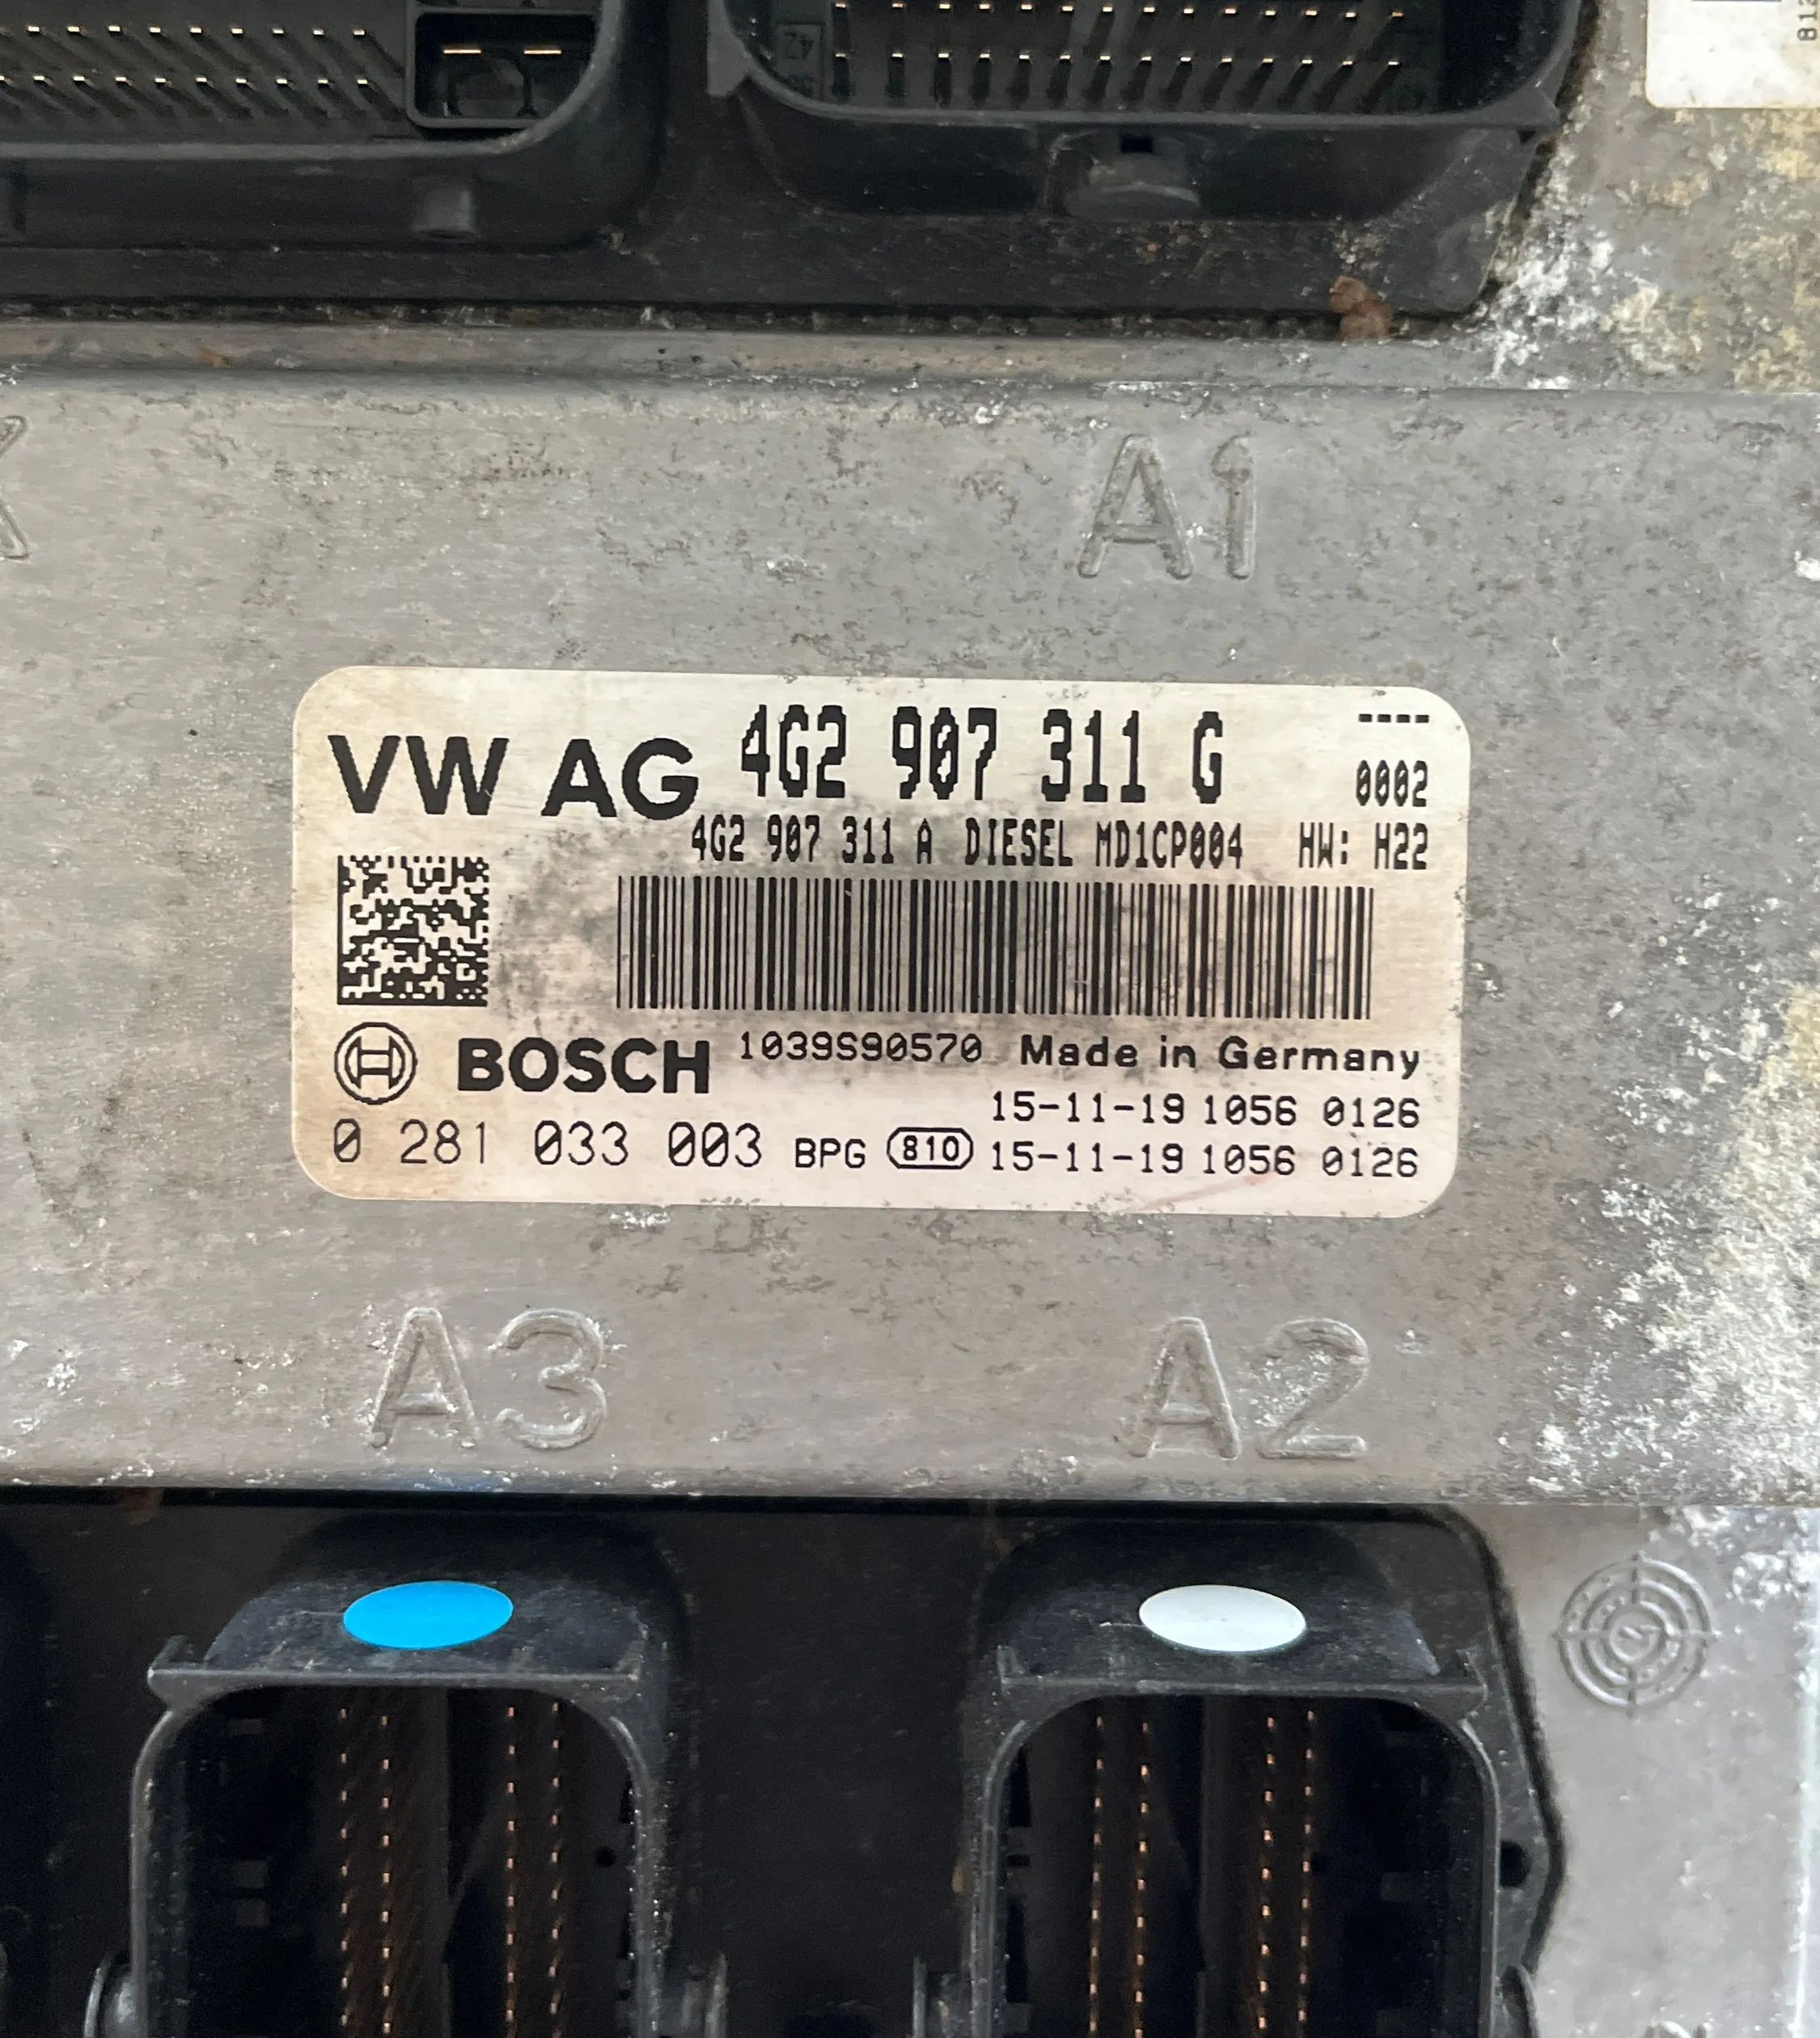 A1
VW AG 4G2 907 311 G ----
0002
4G2 907 311 A DIESEL MD1CP004 HW: H22
BOSCH 1039S90570 Made in Germany
15-11-19 1056 0126
0 281 033 003 BPG 810 15-11-19 1056 0126
A3 A2